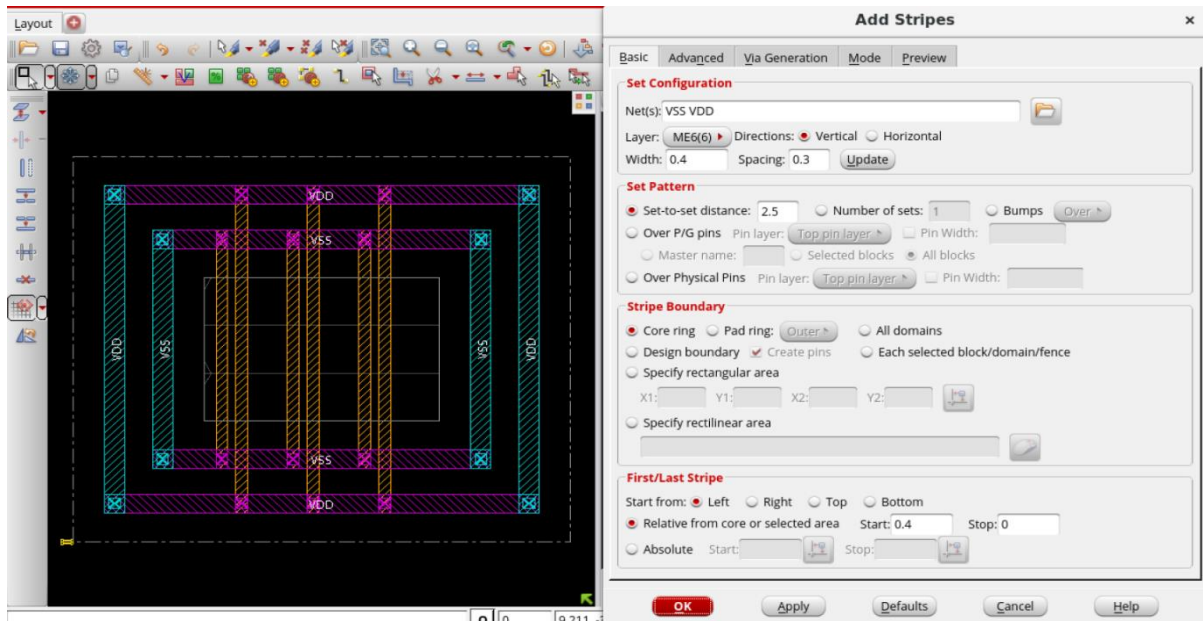 Layout
VDD
VSS
VDD
VSS
VSS
VDD
VSS
VDD
0
9.211, -
Add Stripes
Basic Advanced Via Generation Mode Preview
Set Configuration
Net(s): VSS VDD
Layer: ME6(6) Directions: Vertical Horizontal
Width: 0.4 Spacing: 0.3 Update
Set Pattern
Set-to-set distance: 2.5 Number of sets: 1 Bumps Over
Over P/G pins Pin layer: Top pin layer Pin Width:
Master name: Selected blocks All blocks
Over Physical Pins Pin layer: Top pin layer Pin Width:
Stripe Boundary
Core ring Pad ring: Outer All domains
Design boundary Create pins Each selected block/domain/fence
Specify rectangular area
X1: Y1: X2: Y2:
Specify rectilinear area
First/Last Stripe
Start from: Left Right Top Bottom
Relative from core or selected area Start: 0.4 Stop: 0
Absolute Start: Stop:
OK Apply Defaults Cancel Help